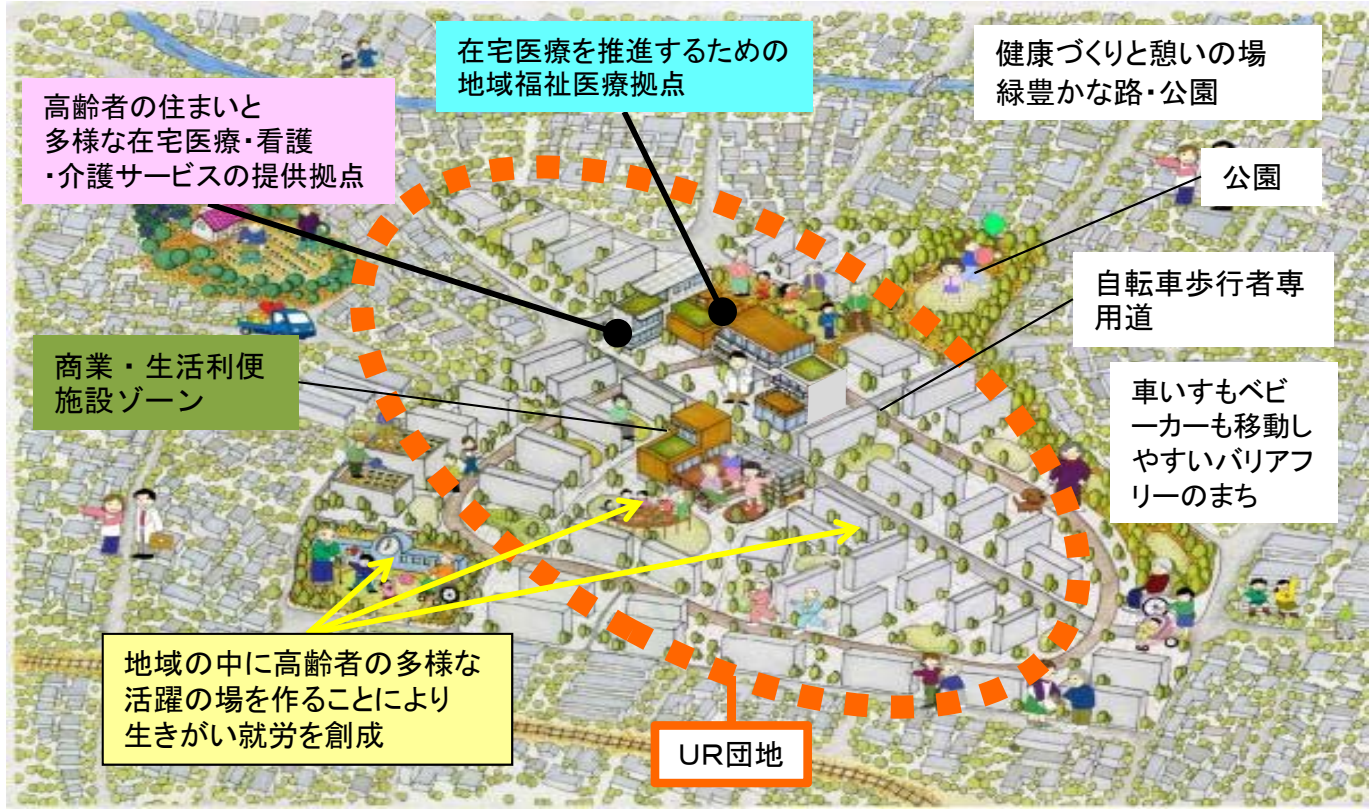 在宅医療を推進するための
地域福祉医療拠点
健康づくりと憩いの場
緑豊かな路・公園
高齢者の住まいと
多様な在宅医療・看護
・介護サービスの提供拠点
公園
自転車歩行者専
用道
商業・生活利便
施設ゾーン
車いすもベビ
ーカーも移動し
やすいバリアフ
リーのまち
地域の中に高齢者の多様な
活躍の場を作ることにより
生きがい就労を創成
UR団地